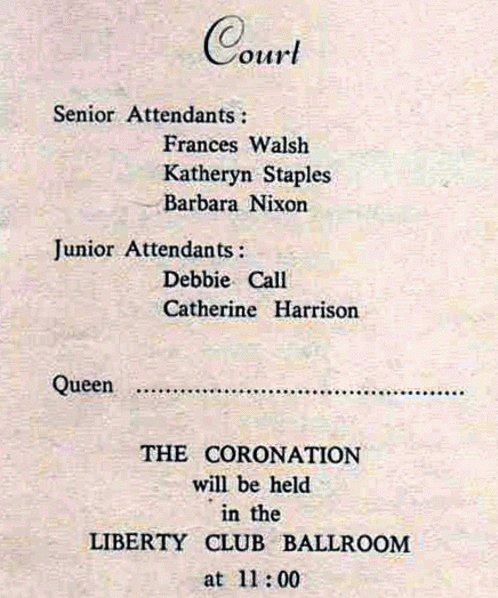 Court
Senior Attendants :
Frances Walsh
Katheryn Staples
Barbara Nixon
Junior Attendants :
Debbie Call
Catherine Harrison
Queen ............................................
THE CORONATION
will be held
in the
LIBERTY CLUB BALLROOM
at 11 : 00